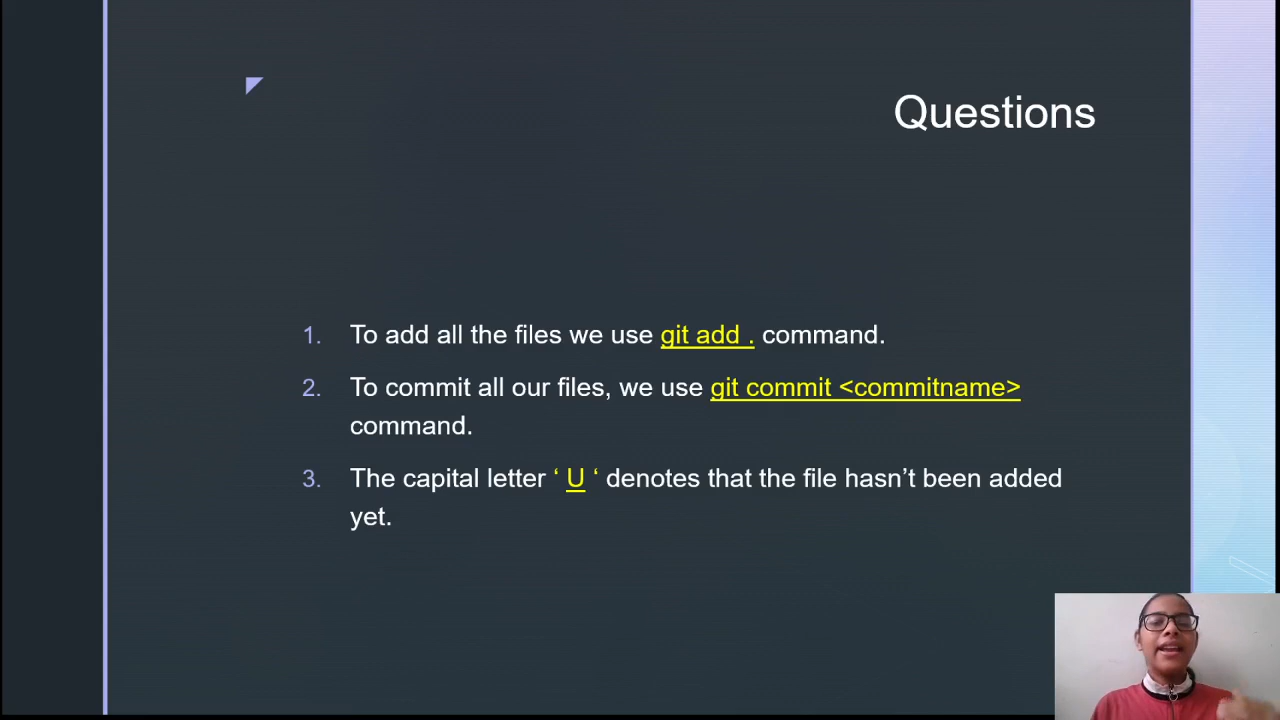 Questions
1. To add all the files we use git add . command.
2. To commit all our files, we use git commit <commitname>
command.
3. The capital letter ‘ U ‘ denotes that the file hasn’t been added
yet.